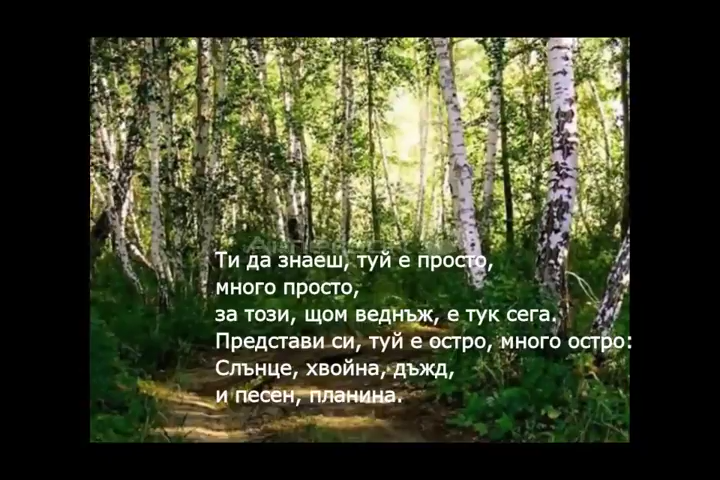 Ти да знаеш, туй е просто,
много просто,
за този, щом веднъж, е тук сега.
Представи си, туй е остро, много остро:
Слънце, хвойна, дъжд,
и песен, планина.